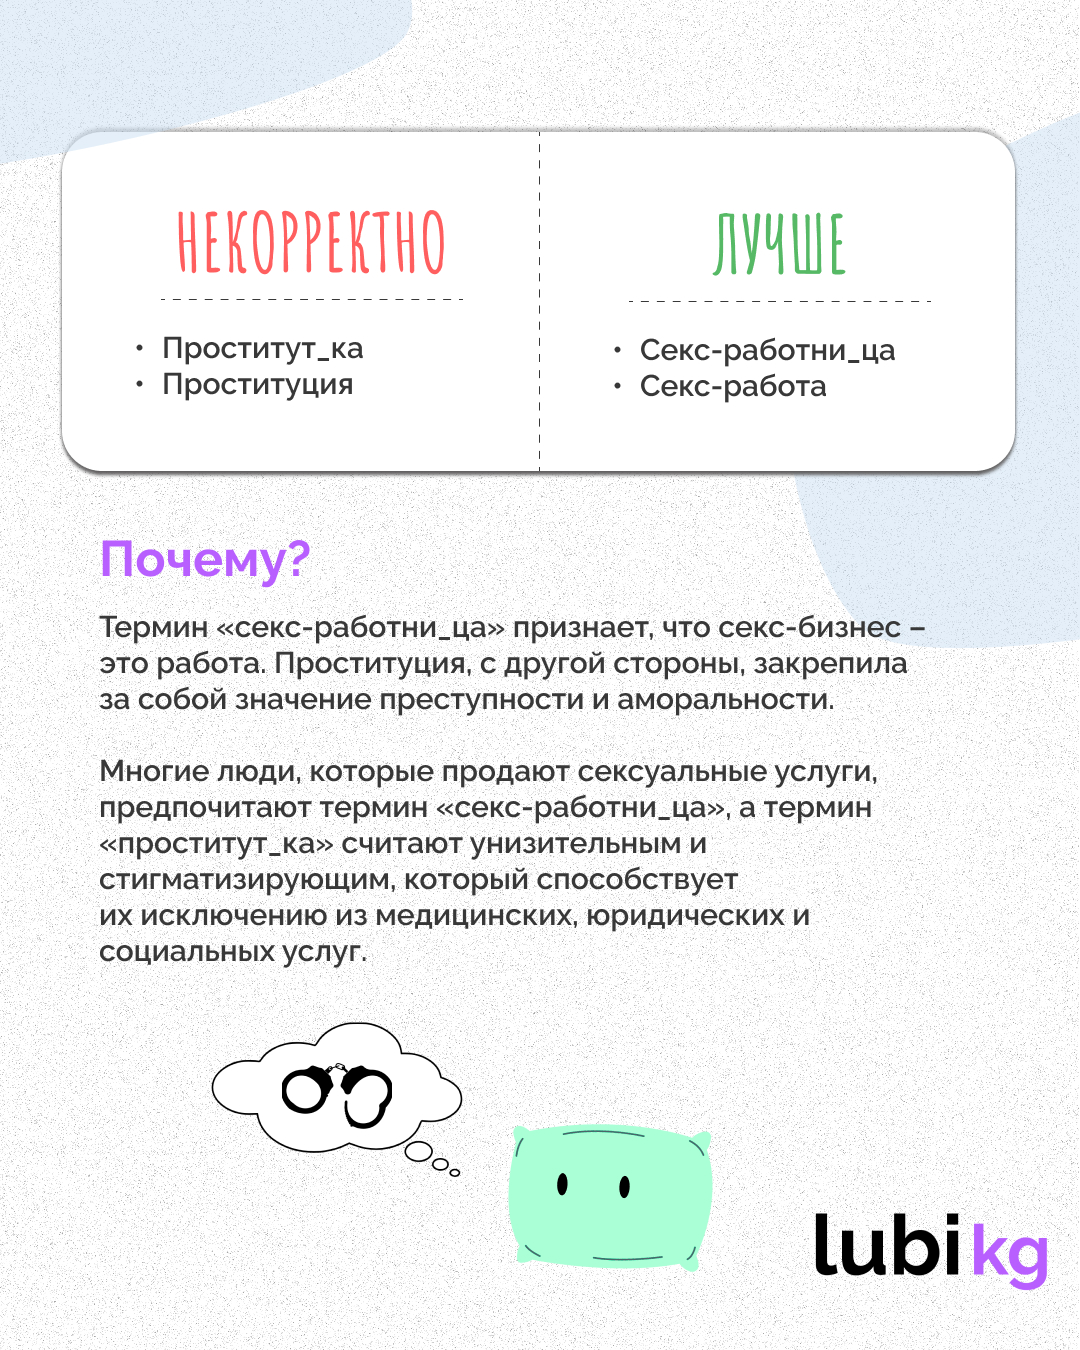 НЕКОРРЕКТНО
• Проститут_ка
• Проституция
ЛУЧШЕ
• Секс-работни_ца
• Секс-работа
Почему?
Термин «секс-работни_ца» признает, что секс-бизнес –
это работа. Проституция, с другой стороны, закрепила
за собой значение преступности и аморальности.
Многие люди, которые продают сексуальные услуги,
предпочитают термин «секс-работни_ца», а термин
«проститут_ка» считают унизительным и
стигматизирующим, который способствует
их исключению из медицинских, юридических и
социальных услуг.
lubikg